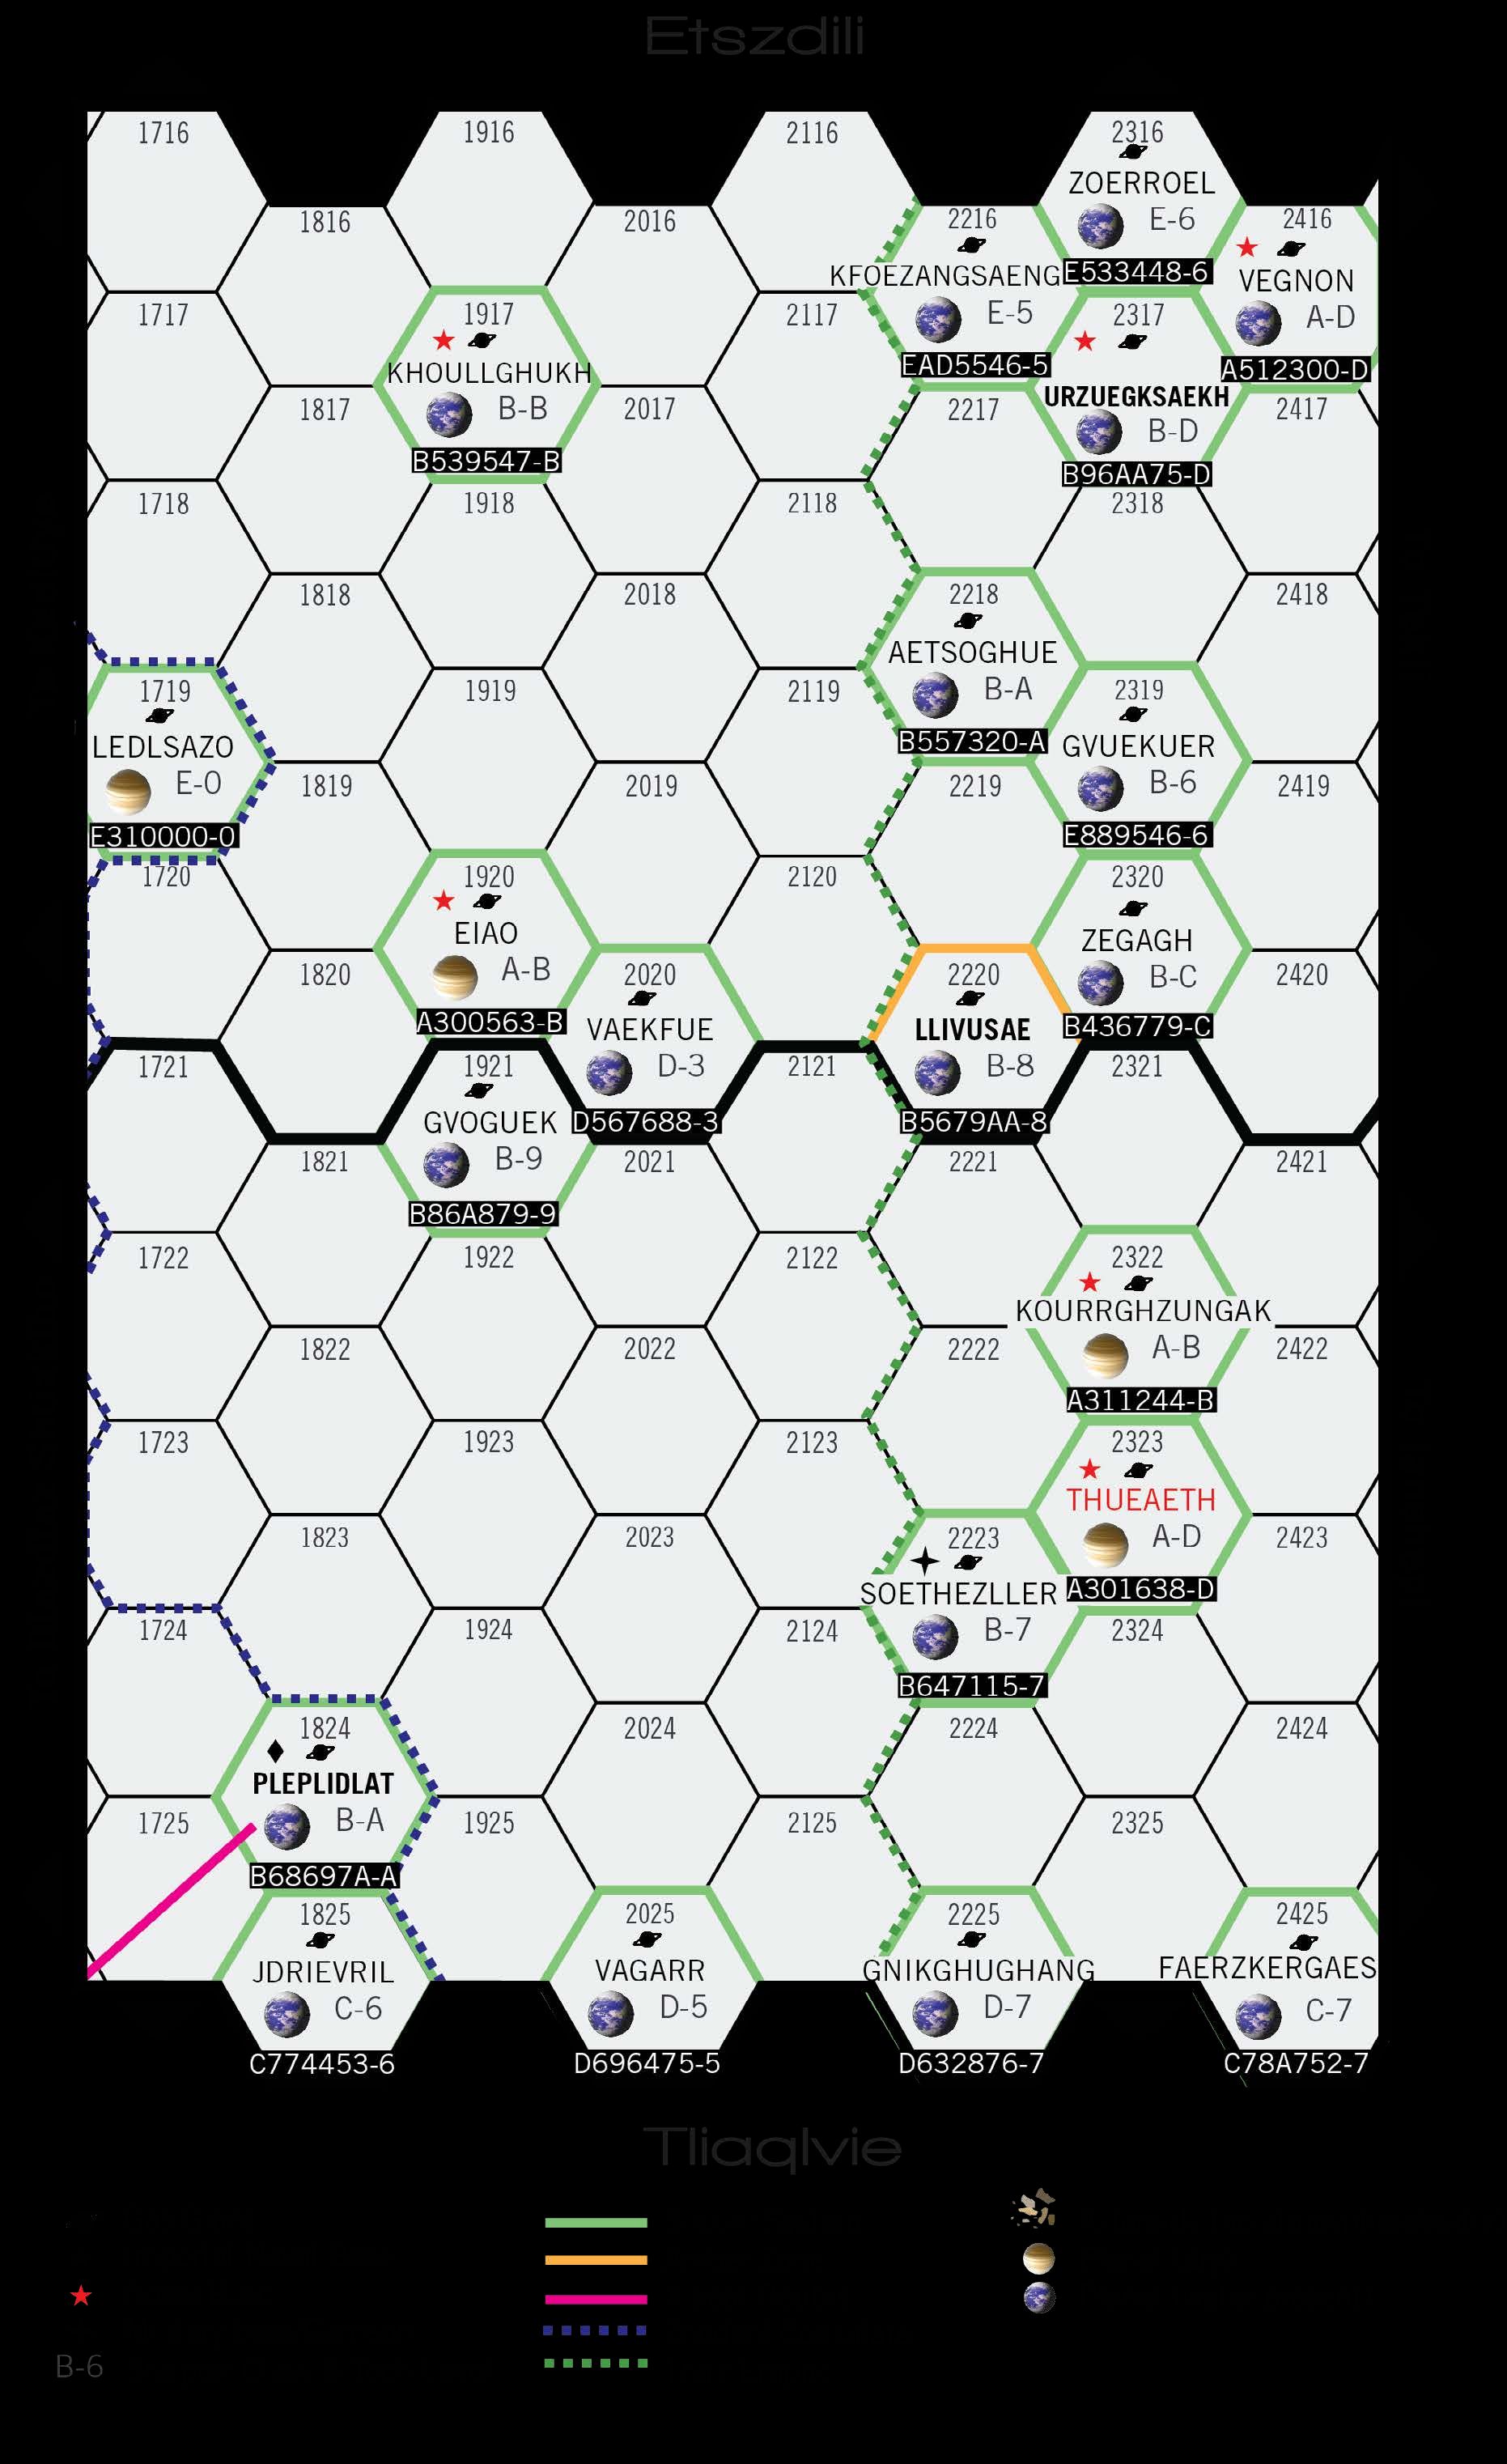 Etszdili
1716
1916
2116
2316
ZOERROEL
E-6
E533448-6
1816
2016
2216
KFOEZANGSAENG
E-5
EAD5546-5
2416
VEGNON
A-D
A512300-D
1717
1917
KHOULLGHUKH
B-B
B539547-B
2117
2317
URZUEGKSAEKH
B-D
B96AA75-D
1817
2017
2217
2417
1718
1918
2118
2318
1818
2018
2218
AETSOGHUE
B-A
B557320-A
2418
1719
LEDLSAZO
E-0
E310000-0
1919
2119
2319
GVUEKUER
B-6
E889546-6
1819
2019
2219
2419
1720
1920
EIAO
A-B
A300563-B
2120
2320
ZEGAGH
B-C
B436779-C
1820
2020
VAEKFUE
D-3
D567688-3
2220
LLIVUSAE
B-8
B5679AA-8
2420
1721
1921
GVOGUEK
B-9
B86A879-9
2121
2321
1821
2021
2221
2421
1722
1922
2122
2322
KOURRGHZUNGAK
A-B
A311244-B
1822
2022
2222
2422
1723
1923
2123
2323
THUEAETH
A-D
A301638-D
1823
2023
2223
SOETHEZLLER
B-7
B647115-7
2423
1724
1924
2124
2324
1824
PLEPLIDLAT
B-A
B68697A-A
2024
2224
2424
1725
1925
2125
2325
1825
JDRIEVRIL
C-6
C774453-6
2025
VAGARR
D-5
D696475-5
2225
GNIKGHUGHANG
D-7
D632876-7
2425
FAERZKERGAES
C-7
C78A752-7
Tliaqlvie
B-6